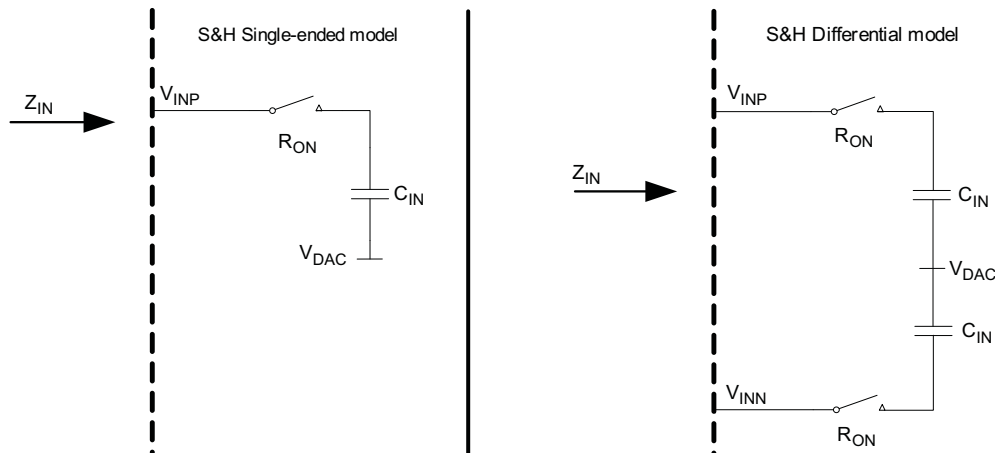 S&H Single-ended model
Z_IN
V_INP
R_ON
C_IN
V_DAC
S&H Differential model
Z_IN
V_INP
R_ON
C_IN
V_DAC
C_IN
V_INN
R_ON